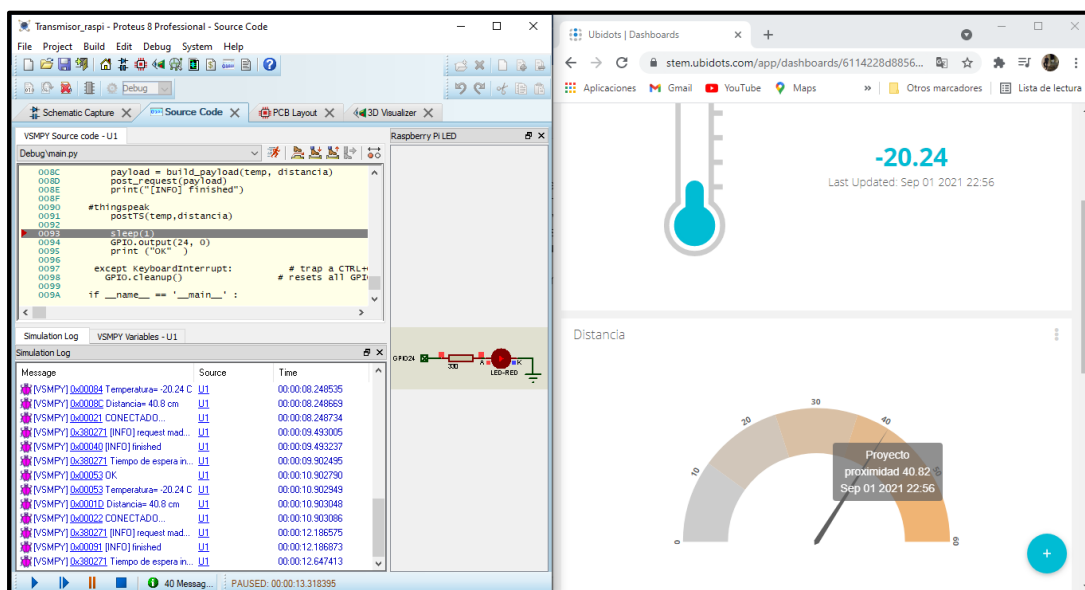 Transmisor_raspi - Proteus 8 Professional - Source Code
File Project Build Edit Debug System Help
Debug
Schematic Capture
Source Code
PCB Layout
3D Visualizer
VSMPY Source code - U1
Debug\main.py
008C payload = build_payload(temp, distancia)
008D post_request(payload)
008E print("[INFO] finished")
008F
0090 #thingspeak
0091 postTS(temp,distancia)
0092
0093 sleep(1)
0094 GPIO.output(24, 0)
0095 print ("OK" )
0096
0097 except KeyboardInterrupt: # trap a CTRL+
0098 GPIO.cleanup() # resets all GPI
0099
009A if __name__ == '__main__' :
Simulation Log
VSMPY Variables - U1
Simulation Log
Message Source Time
[VSMPY] 0x00084 Temperatura= -20.24 C U1 00:00:08.248535
[VSMPY] 0x0008C Distancia= 40.8 cm U1 00:00:08.248669
[VSMPY] 0x00021 CONECTADO... U1 00:00:08.248734
[VSMPY] 0x380271 [INFO] request mad... U1 00:00:09.493005
[VSMPY] 0x00040 [INFO] finished U1 00:00:09.493237
[VSMPY] 0x380271 Tiempo de espera in... U1 00:00:09.902495
[VSMPY] 0x00053 OK U1 00:00:10.902790
[VSMPY] 0x00053 Temperatura= -20.24 C U1 00:00:10.902949
[VSMPY] 0x0001D Distancia= 40.8 cm U1 00:00:10.903048
[VSMPY] 0x00022 CONECTADO... U1 00:00:10.903086
[VSMPY] 0x380271 [INFO] request mad... U1 00:00:12.186575
[VSMPY] 0x00091 [INFO] finished U1 00:00:12.186873
[VSMPY] 0x380271 Tiempo de espera in... U1 00:00:12.647413
40 Messag...
PAUSED: 00:00:13.318395
Raspberry Pi LED
GPIO24
330
A
K
LED-RED
Ubidots | Dashboards
stem.ubidots.com/app/dashboards/6114228d8856...
Aplicaciones Gmail YouTube Maps » Otros marcadores Lista de lectura
-20.24
Last Updated: Sep 01 2021 22:56
Distancia
0
10
20
30
40
60
Proyecto
proximidad 40.82
Sep 01 2021 22:56
+